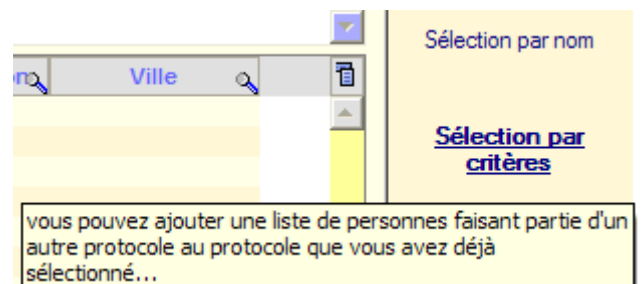 Sélection par nom
Ville
Sélection par
critères
vous pouvez ajouter une liste de personnes faisant partie d'un
autre protocole au protocole que vous avez déjà
sélectionné...